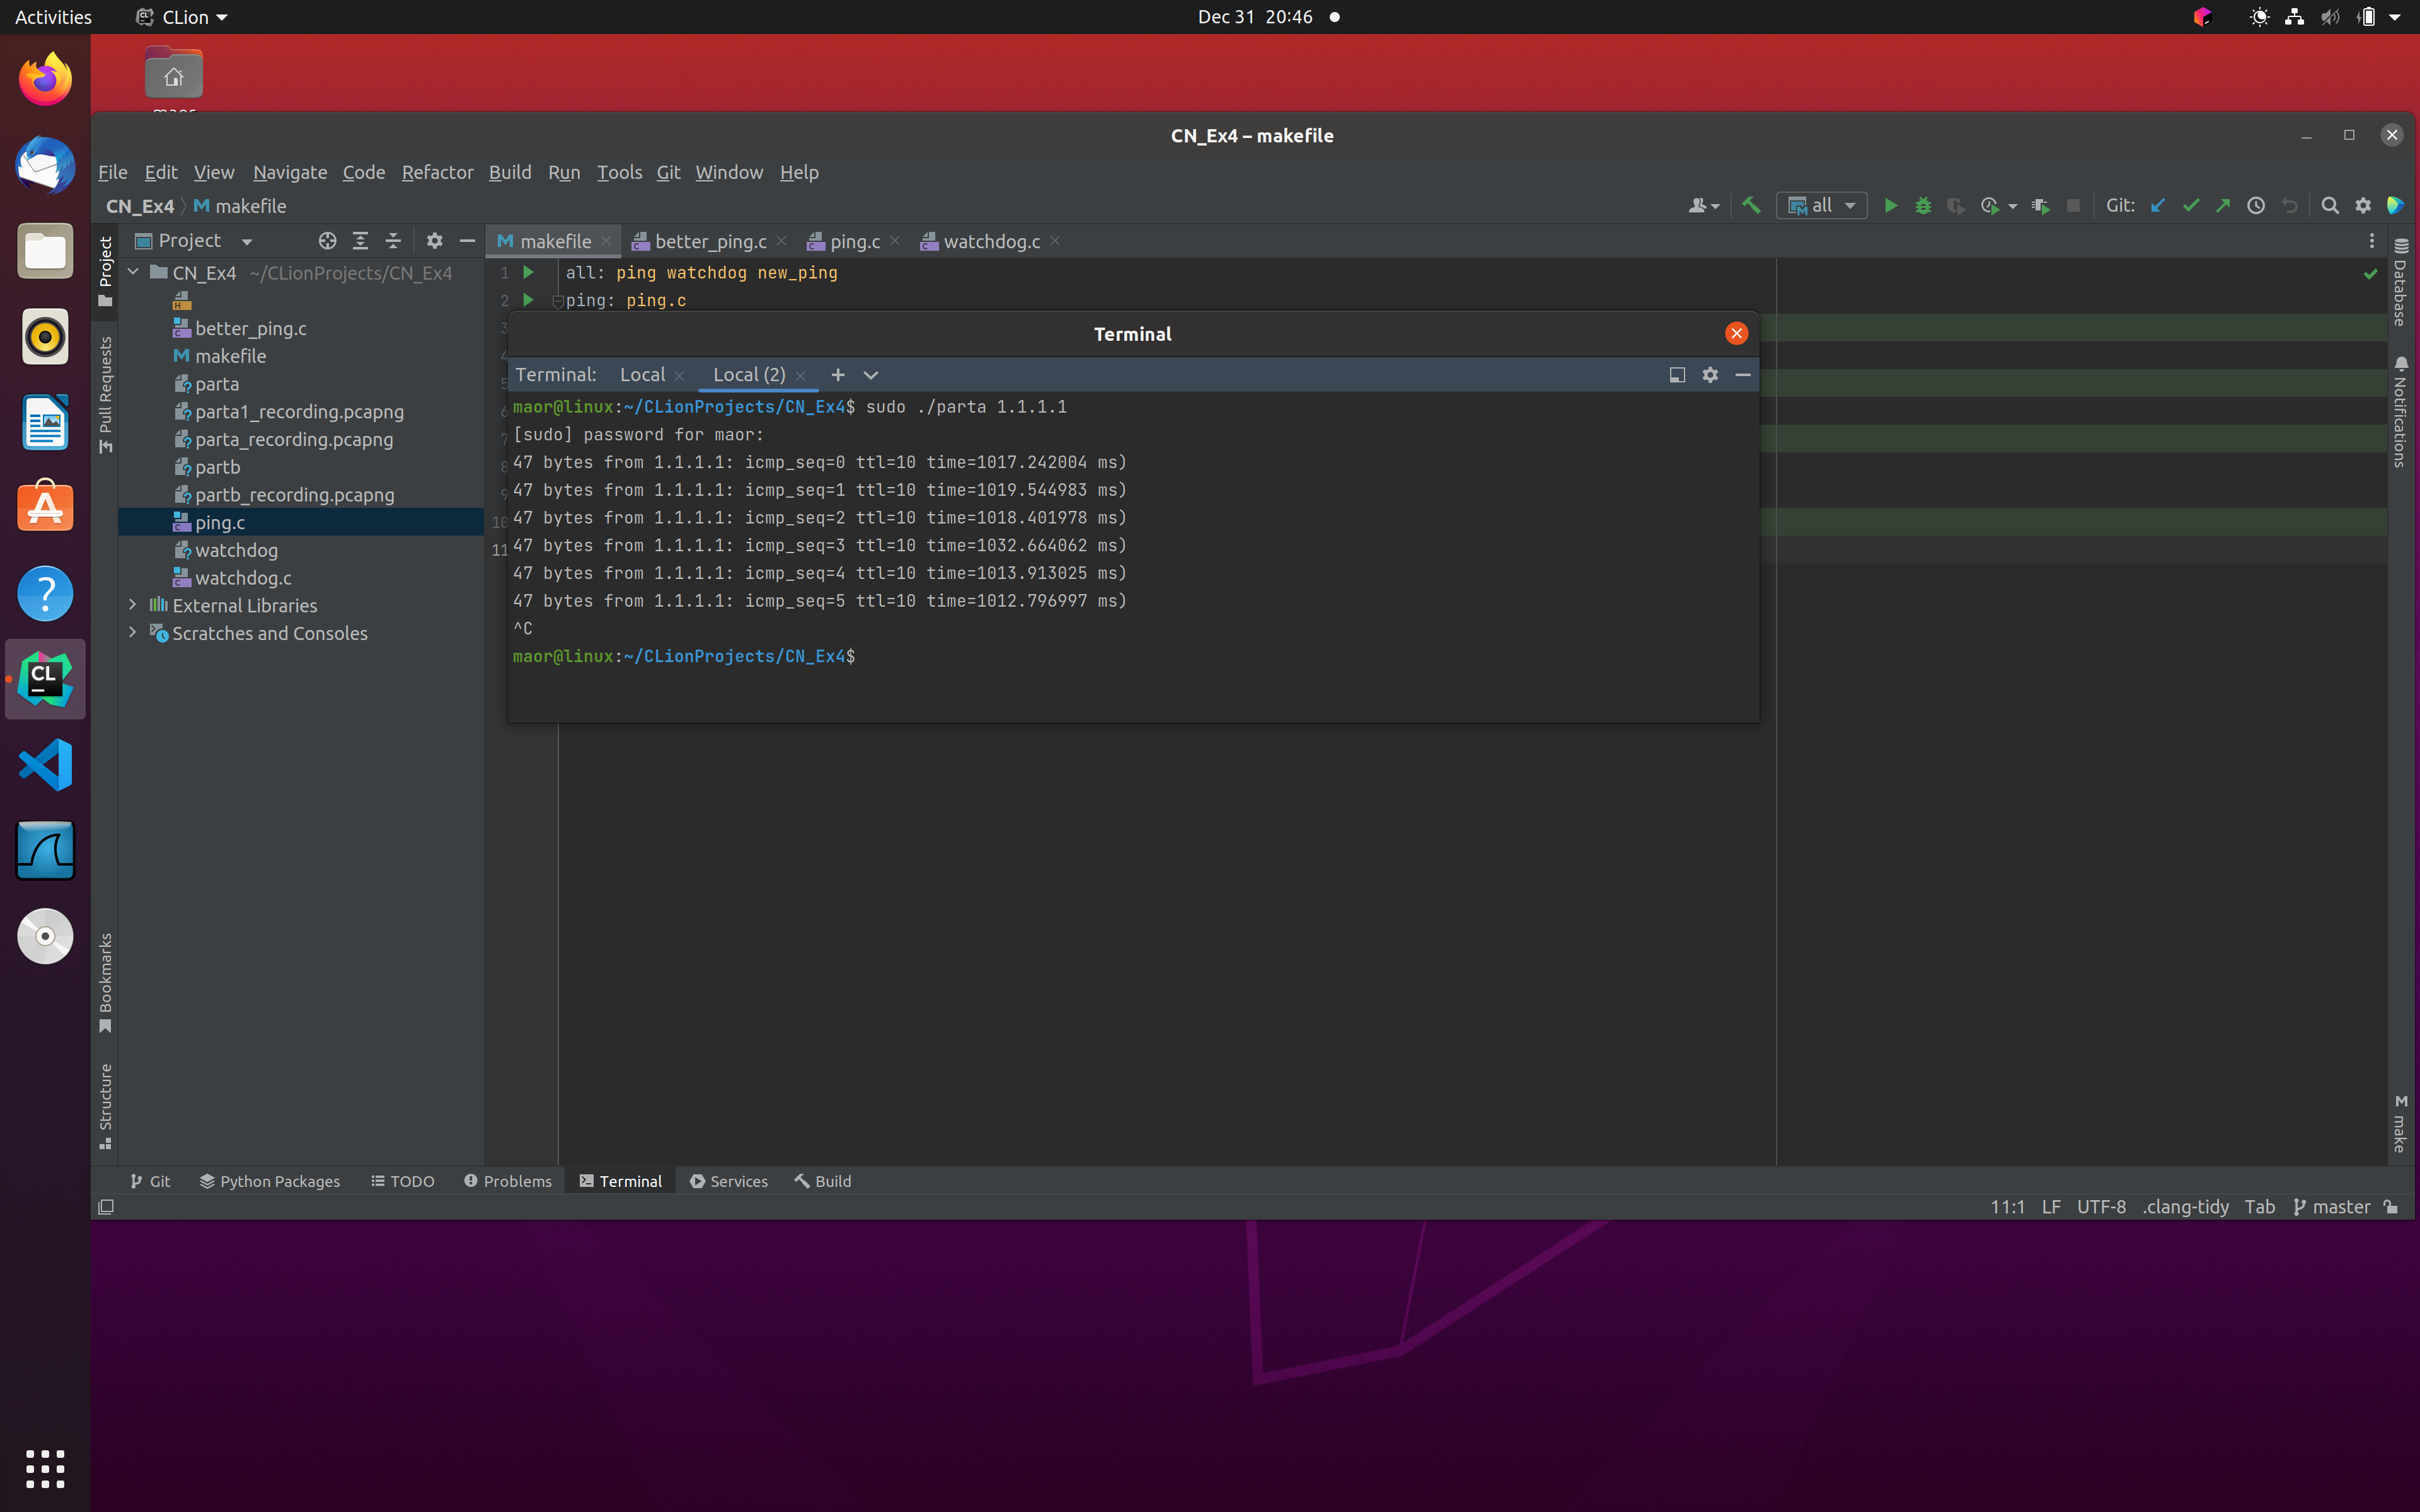 Activities CLion Dec 31 20:46
CN_Ex4 – makefile
File Edit View Navigate Code Refactor Build Run Tools Git Window Help
CN_Ex4 makefile all Git:
Project
makefile better_ping.c ping.c watchdog.c
CN_Ex4 ~/CLionProjects/CN_Ex4
better_ping.c
makefile
parta
parta1_recording.pcapng
parta_recording.pcapng
partb
partb_recording.pcapng
ping.c
watchdog
watchdog.c
External Libraries
Scratches and Consoles
1 all: ping watchdog new_ping
2 ping: ping.c
3
4
5
6
7
8
9
10
11
Terminal
Terminal: Local Local (2)
maor@linux:~/CLionProjects/CN_Ex4$ sudo ./parta 1.1.1.1
[sudo] password for maor:
47 bytes from 1.1.1.1: icmp_seq=0 ttl=10 time=1017.242004 ms)
47 bytes from 1.1.1.1: icmp_seq=1 ttl=10 time=1019.544983 ms)
47 bytes from 1.1.1.1: icmp_seq=2 ttl=10 time=1018.401978 ms)
47 bytes from 1.1.1.1: icmp_seq=3 ttl=10 time=1032.664062 ms)
47 bytes from 1.1.1.1: icmp_seq=4 ttl=10 time=1013.913025 ms)
47 bytes from 1.1.1.1: icmp_seq=5 ttl=10 time=1012.796997 ms)
^C
maor@linux:~/CLionProjects/CN_Ex4$
Project
Pull Requests
Bookmarks
Structure
Database
Notifications
make
Git Python Packages TODO Problems Terminal Services Build
11:1 LF UTF-8 .clang-tidy Tab master